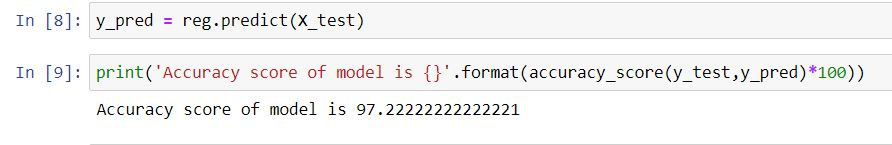 In [8]: y_pred = reg.predict(X_test)
In [9]: print('Accuracy score of model is {}'.format(accuracy_score(y_test,y_pred)*100))
Accuracy score of model is 97.22222222222221